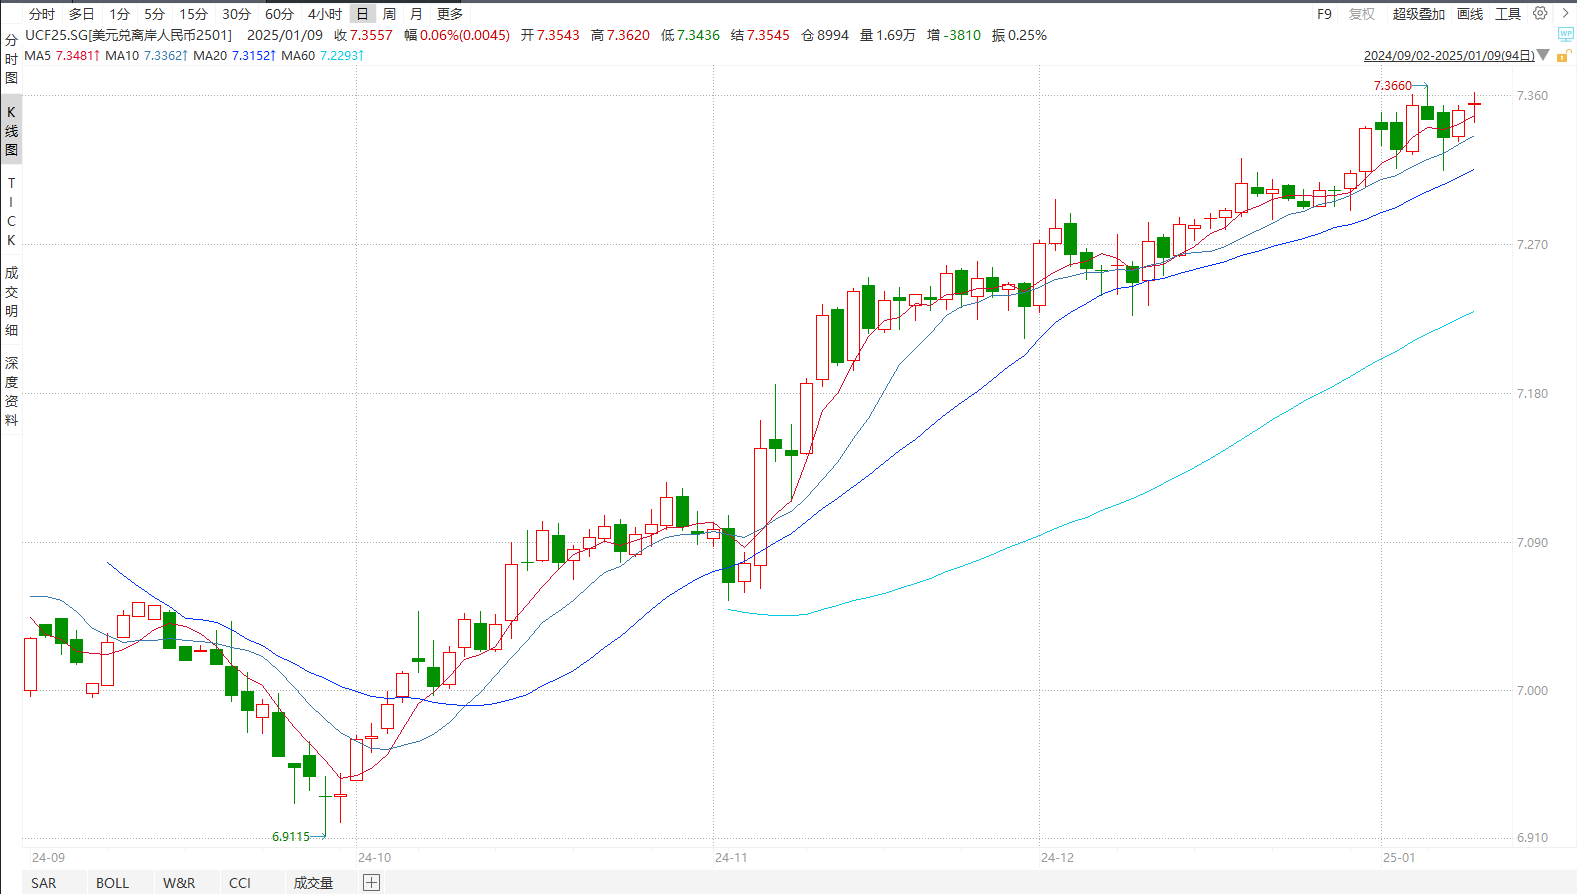 分时 多日 1分 5分 15分 30分 60分 4小时 日 周 月 更多 F9 复权 超级叠加 画线 工具
UCF25.SG[美元兑离岸人民币2501] 2025/01/09 收7.3557 幅0.06%(0.0045) 开7.3543 高7.3620 低7.3436 结7.3545 仓8994 量1.69万 增-3810 振0.25%
MA5 7.3481↑ MA10 7.3362↑ MA20 7.3152↑ MA60 7.2293↑ 2024/09/02-2025/01/09(94日)
WP
分时图
K线图
TICK
成交明细
深度资料
7.3660
7.360
7.270
7.180
7.090
7.000
6.9115
6.910
24-09 24-10 24-11 24-12 25-01
SAR BOLL W&R CCI 成交量